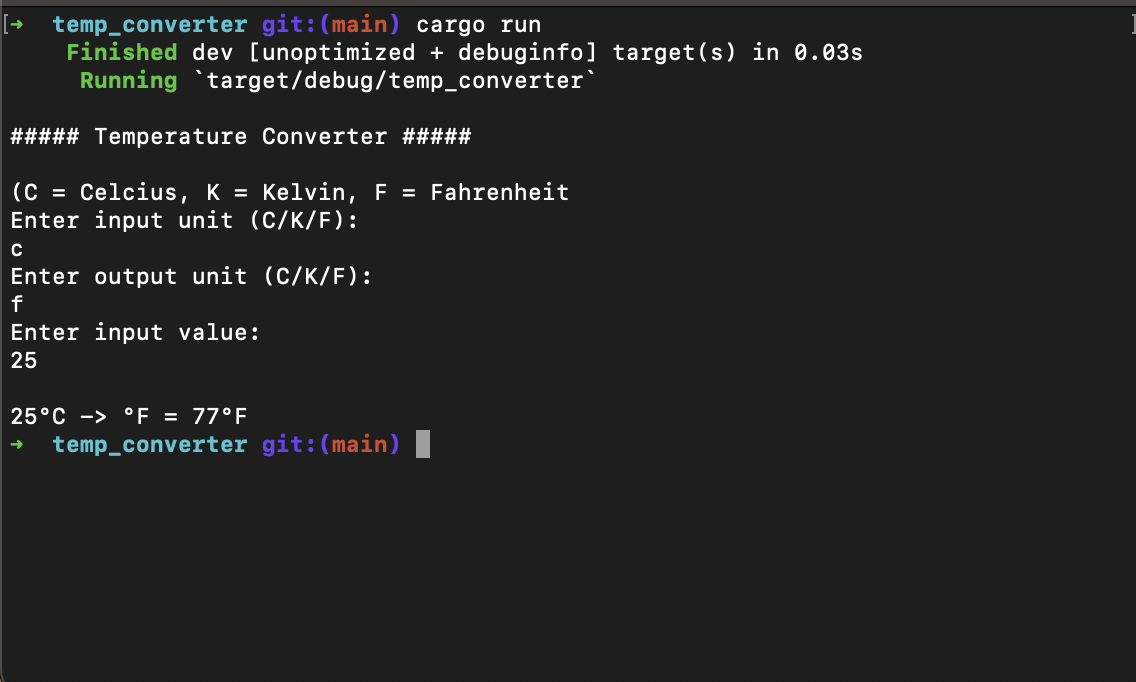 [➜  temp_converter git:(main) cargo run ]
    Finished dev [unoptimized + debuginfo] target(s) in 0.03s
     Running `target/debug/temp_converter`

##### Temperature Converter #####

(C = Celcius, K = Kelvin, F = Fahrenheit
Enter input unit (C/K/F):
c
Enter output unit (C/K/F):
f
Enter input value:
25

25°C —> °F = 77°F
➜  temp_converter git:(main)